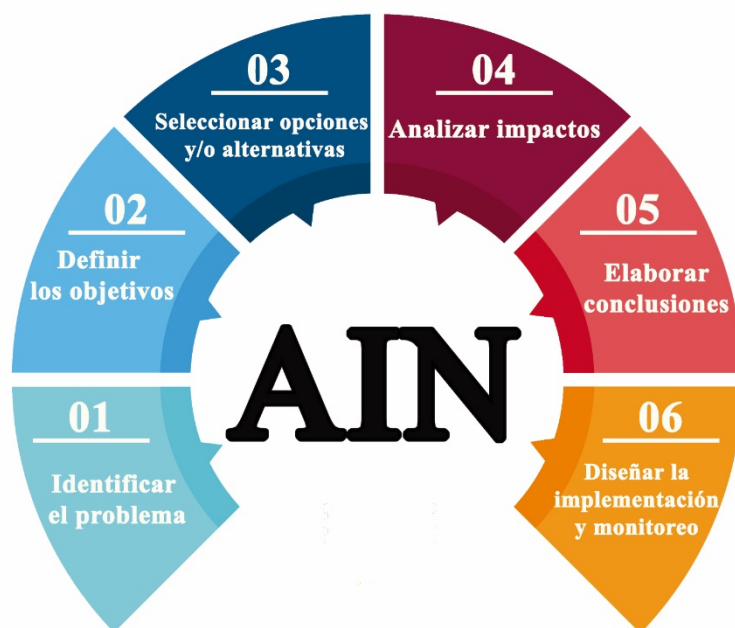 01
Identificar
el problema
02
Definir
los objetivos
03
Seleccionar opciones
y/o alternativas
04
Analizar impactos
05
Elaborar
conclusiones
06
Diseñar la
implementación
y monitoreo
AIN